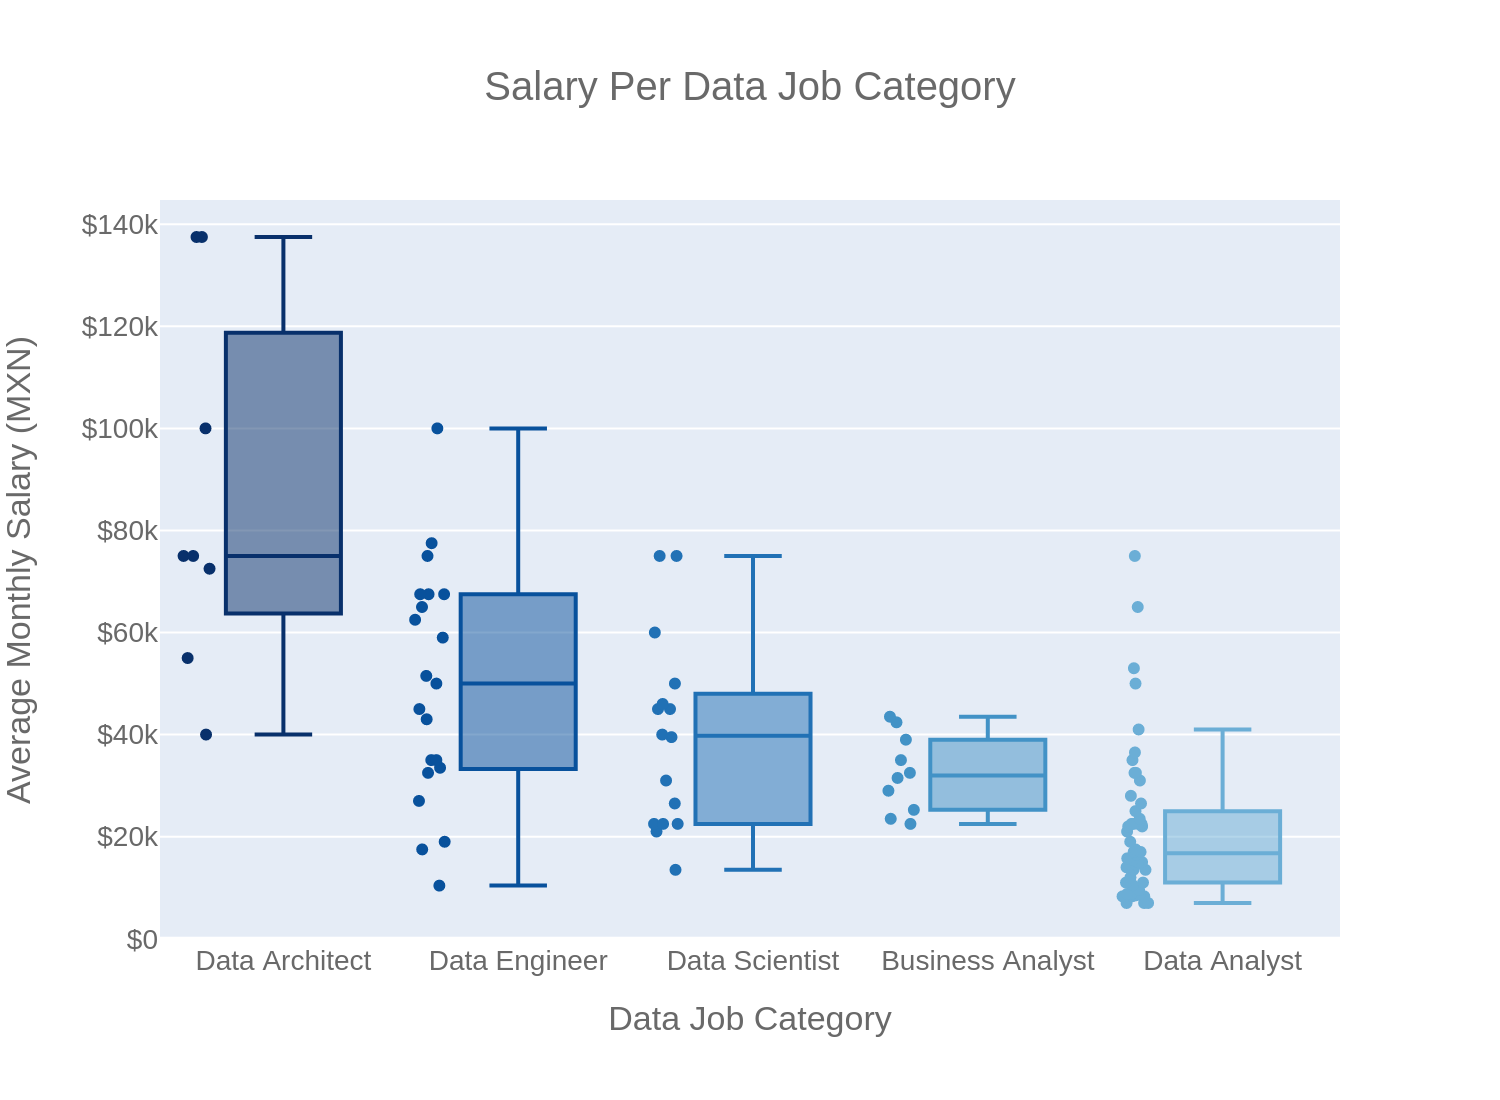 Salary Per Data Job Category
Average Monthly Salary (MXN)
$140k
$120k
$100k
$80k
$60k
$40k
$20k
$0
Data Architect
Data Engineer
Data Scientist
Business Analyst
Data Analyst
Data Job Category